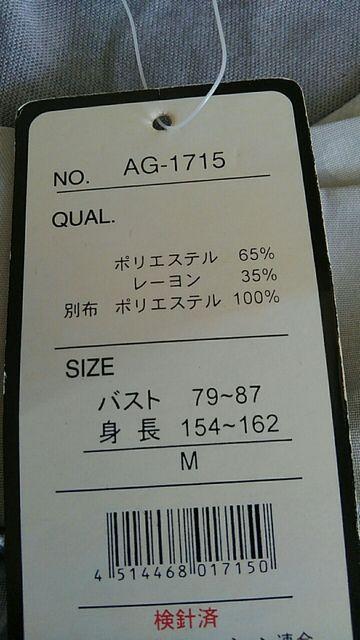 NO. AG-1715
QUAL.
ポリエステル 65%
レーヨン 35%
別布 ポリエステル 100%
SIZE
バスト 79~87
身長 154~162
M
4 514468 017150
検針済